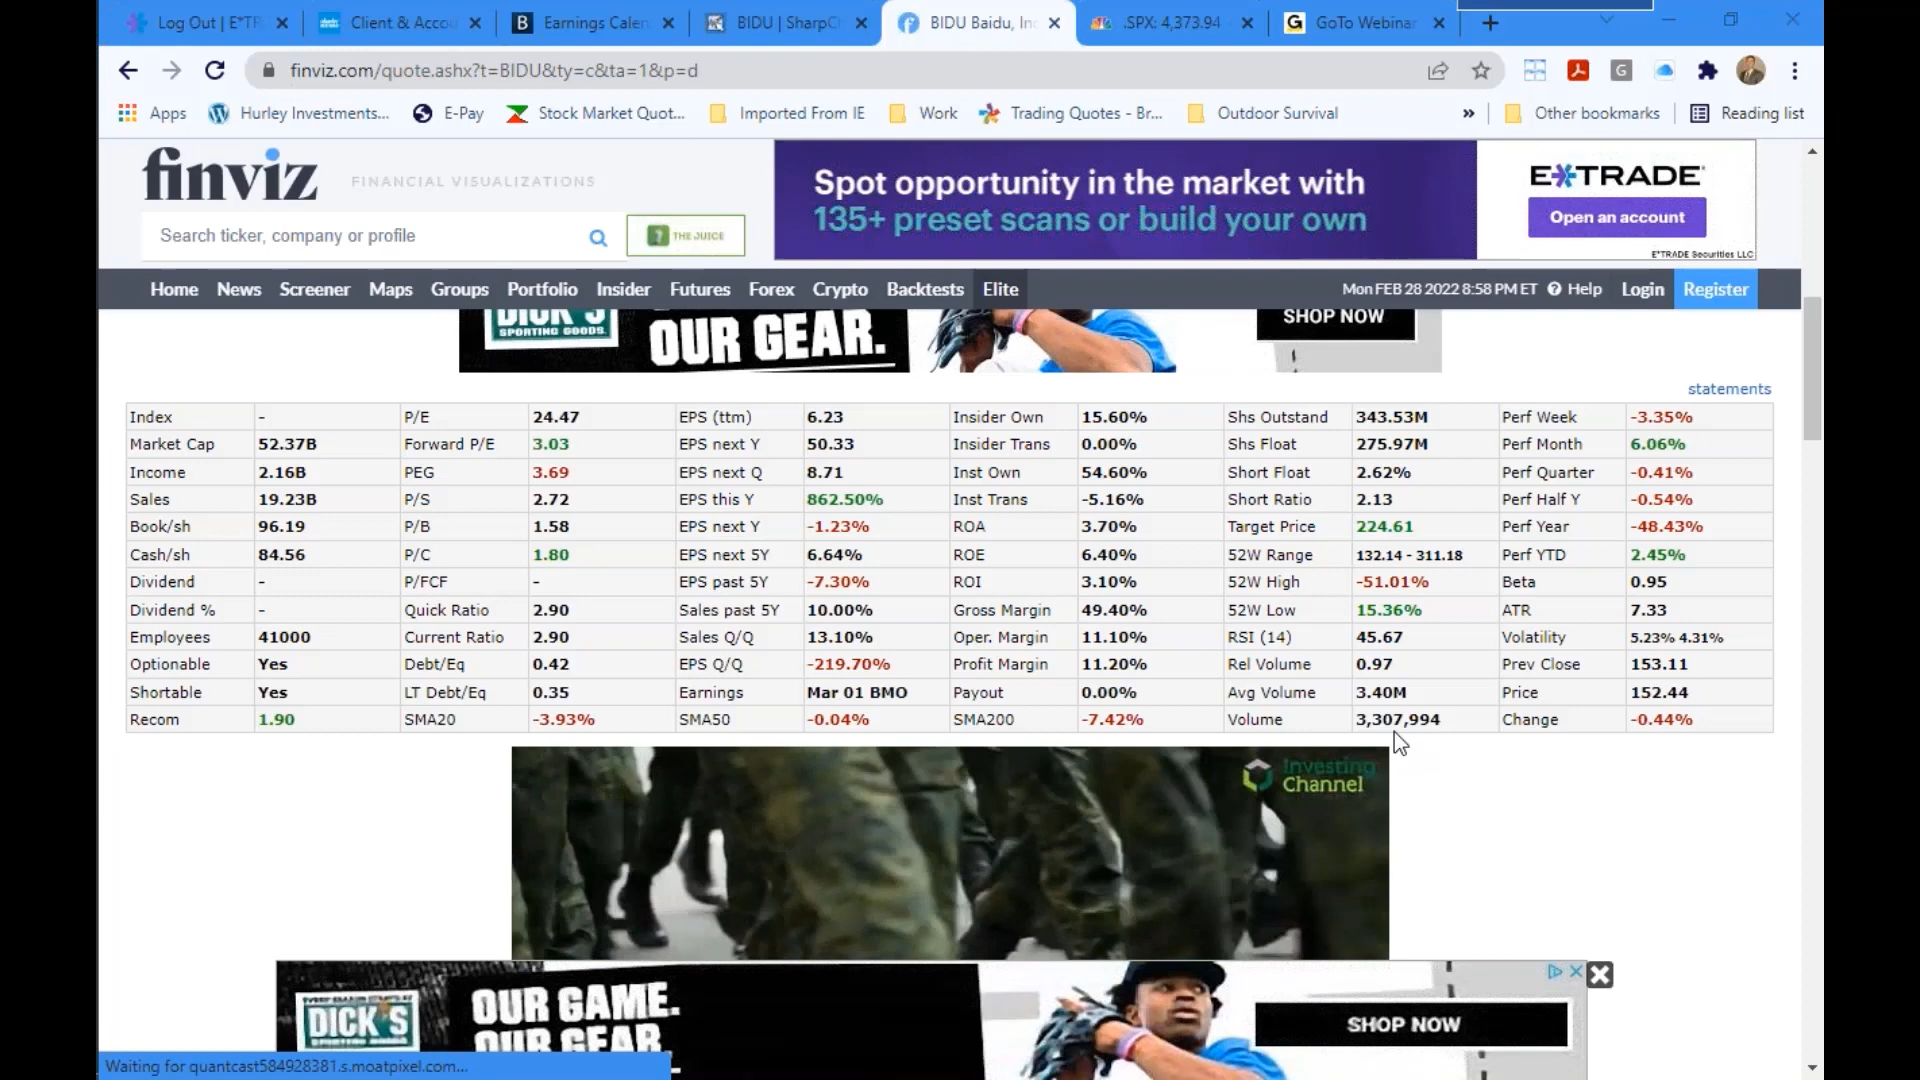 Log Out | E*TR
Client & Accou
Earnings Calen
BIDU | SharpCh
BIDU Baidu, Inc
.SPX: 4,373.94
GoTo Webinar
finviz.com/quote.ashx?t=BIDU&ty=c&ta=1&p=d
Apps
Hurley Investments...
E-Pay
Stock Market Quot...
Imported From IE
Work
Trading Quotes - Br...
Outdoor Survival
»
Other bookmarks
Reading list
finviz
FINANCIAL VISUALIZATIONS
Spot opportunity in the market with
135+ preset scans or build your own
E*TRADE
Open an account
E*TRADE Securities LLC
Search ticker, company or profile
THE JUICE
Home News Screener Maps Groups Portfolio Insider Futures Forex Crypto Backtests Elite
Mon FEB 28 2022 8:58 PM ET Help Login Register
DICK'S
SPORTING GOODS.
OUR GEAR.
SHOP NOW
statements
Index - P/E 24.47 EPS (ttm) 6.23 Insider Own 15.60% Shs Outstand 343.53M Perf Week -3.35%
Market Cap 52.37B Forward P/E 3.03 EPS next Y 50.33 Insider Trans 0.00% Shs Float 275.97M Perf Month 6.06%
Income 2.16B PEG 3.69 EPS next Q 8.71 Inst Own 54.60% Short Float 2.62% Perf Quarter -0.41%
Sales 19.23B P/S 2.72 EPS this Y 862.50% Inst Trans -5.16% Short Ratio 2.13 Perf Half Y -0.54%
Book/sh 96.19 P/B 1.58 EPS next Y -1.23% ROA 3.70% Target Price 224.61 Perf Year -48.43%
Cash/sh 84.56 P/C 1.80 EPS next 5Y 6.64% ROE 6.40% 52W Range 132.14 - 311.18 Perf YTD 2.45%
Dividend - P/FCF - EPS past 5Y -7.30% ROI 3.10% 52W High -51.01% Beta 0.95
Dividend % - Quick Ratio 2.90 Sales past 5Y 10.00% Gross Margin 49.40% 52W Low 15.36% ATR 7.33
Employees 41000 Current Ratio 2.90 Sales Q/Q 13.10% Oper. Margin 11.10% RSI (14) 45.67 Volatility 5.23% 4.31%
Optionable Yes Debt/Eq 0.42 EPS Q/Q -219.70% Profit Margin 11.20% Rel Volume 0.97 Prev Close 153.11
Shortable Yes LT Debt/Eq 0.35 Earnings Mar 01 BMO Payout 0.00% Avg Volume 3.40M Price 152.44
Recom 1.90 SMA20 -3.93% SMA50 -0.04% SMA200 -7.42% Volume 3,307,994 Change -0.44%
Investing
Channel
DICK'S
OUR GAME.
OUR GEAR
SHOP NOW
Waiting for quantcast584928381.s.moatpixel.com...